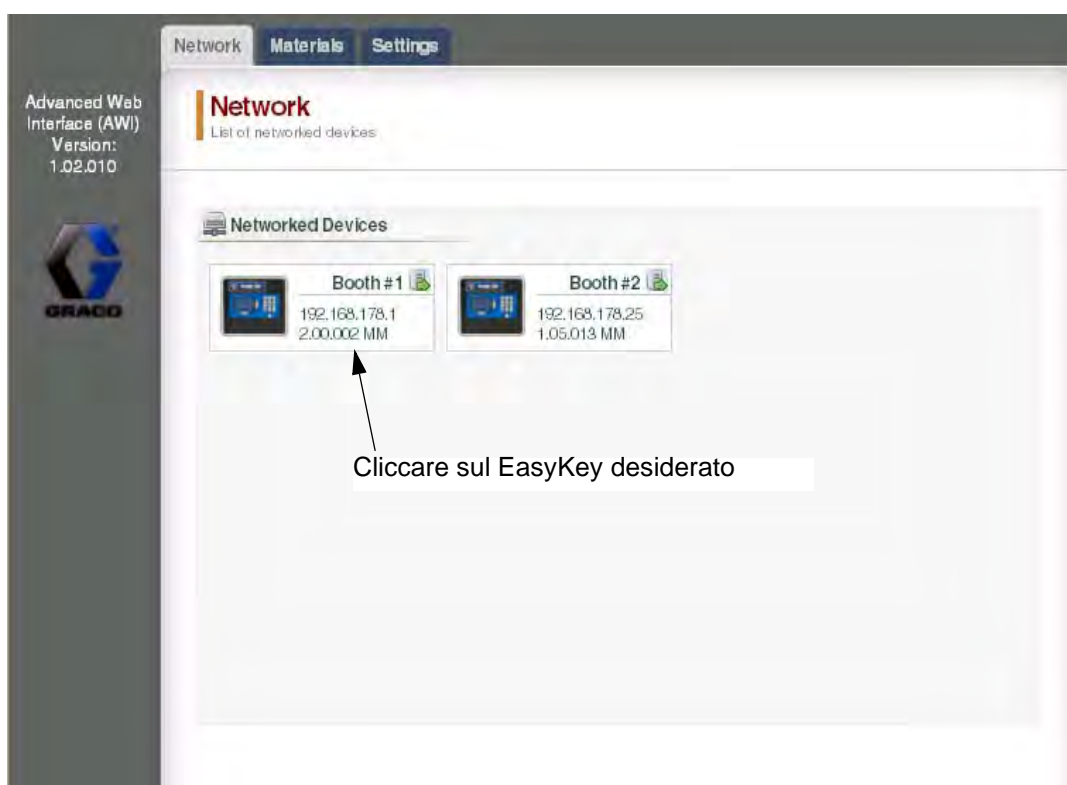 Network Materials Settings
Advanced Web
Interface (AWI)
Version:
1.02.010
GRACO
Network
List of networked devices
Networked Devices
Booth #1
192.168.178.1
2.00.002 MM
Booth #2
192.168.178.25
1.05.013 MM
Cliccare sul EasyKey desiderato